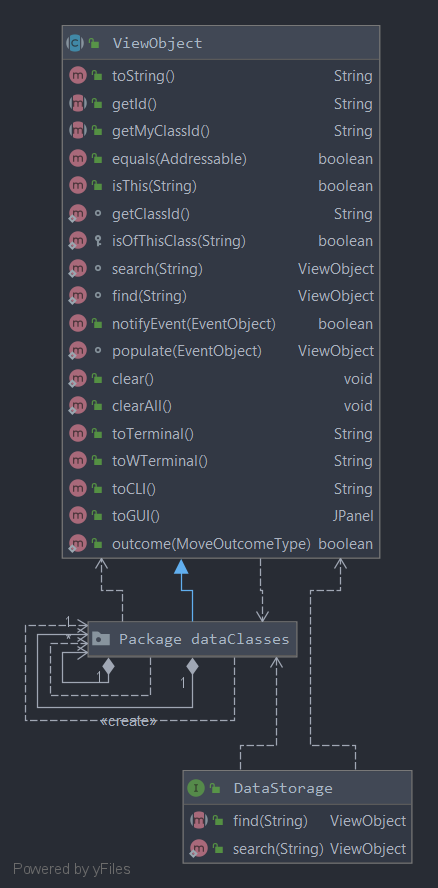 ViewObject
toString() String
getId() String
getMyClassId() String
equals(Addressable) boolean
isThis(String) boolean
getClassId() String
isOfThisClass(String) boolean
search(String) ViewObject
find(String) ViewObject
notifyEvent(EventObject) boolean
populate(EventObject) ViewObject
clear() void
clearAll() void
toTerminal() String
toWTerminal() String
toCLI() String
toGUI() JPanel
outcome(MoveOutcomeType) boolean
1
*
Package dataClasses
1
1
«create»
DataStorage
find(String) ViewObject
search(String) ViewObject
Powered by yFiles